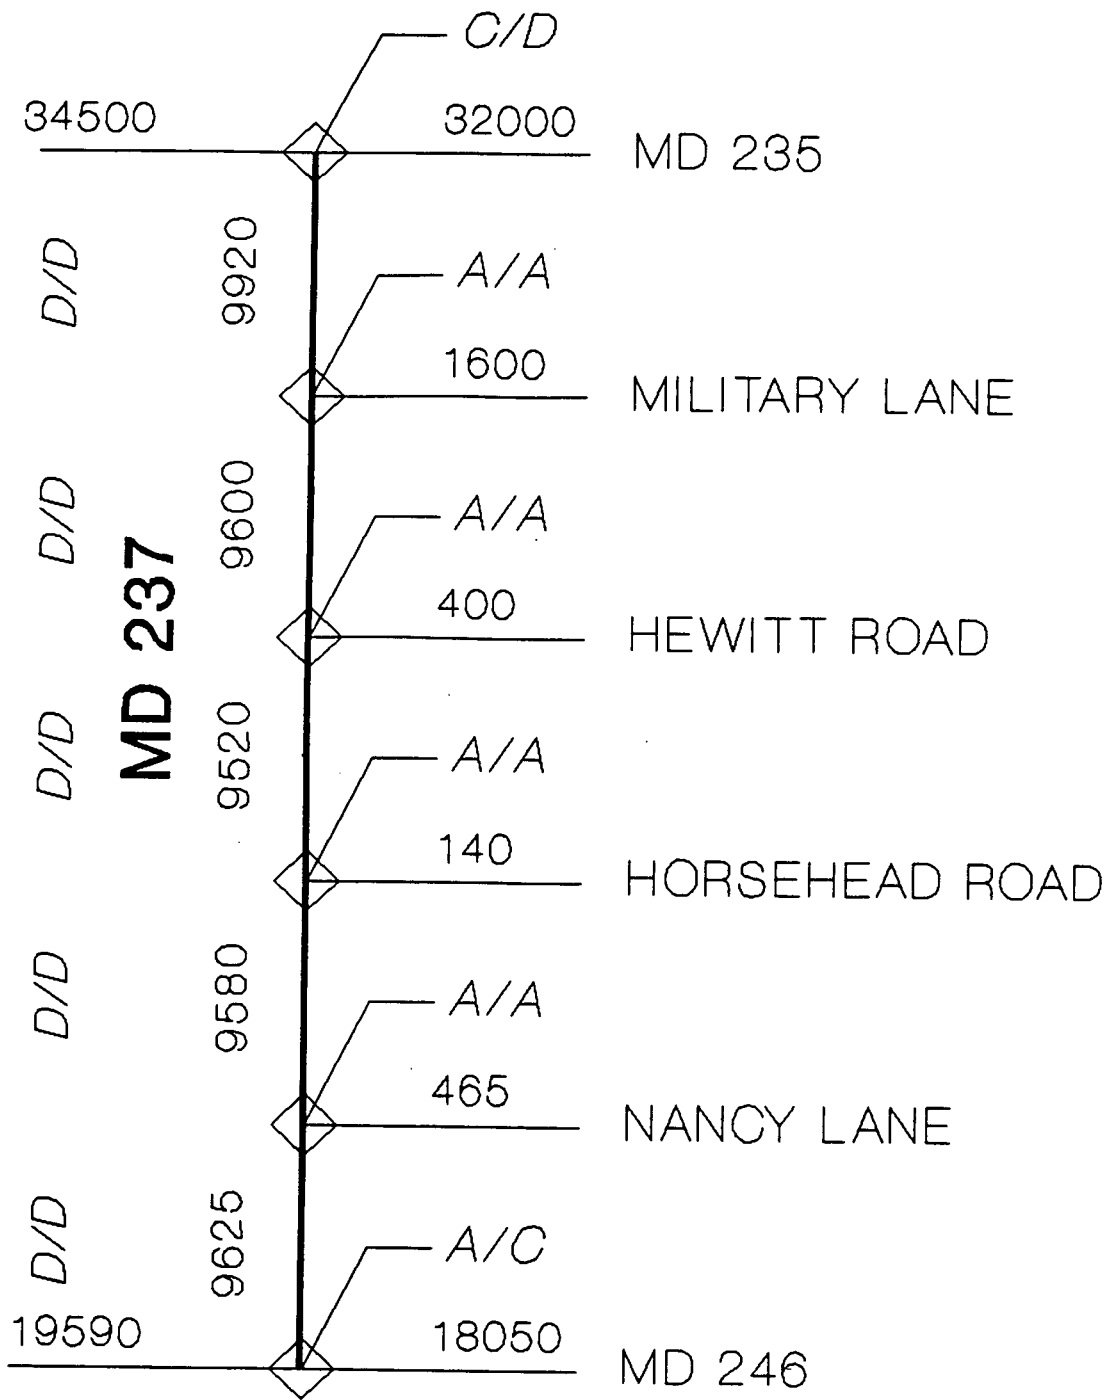 C/D
34500
32000
MD 235
D/D
9920
A/A
1600
MILITARY LANE
D/D
9600
A/A
MD 237
400
HEWITT ROAD
D/D
9520
A/A
140
HORSEHEAD ROAD
D/D
9580
A/A
465
NANCY LANE
D/D
9625
A/C
19590
18050
MD 246